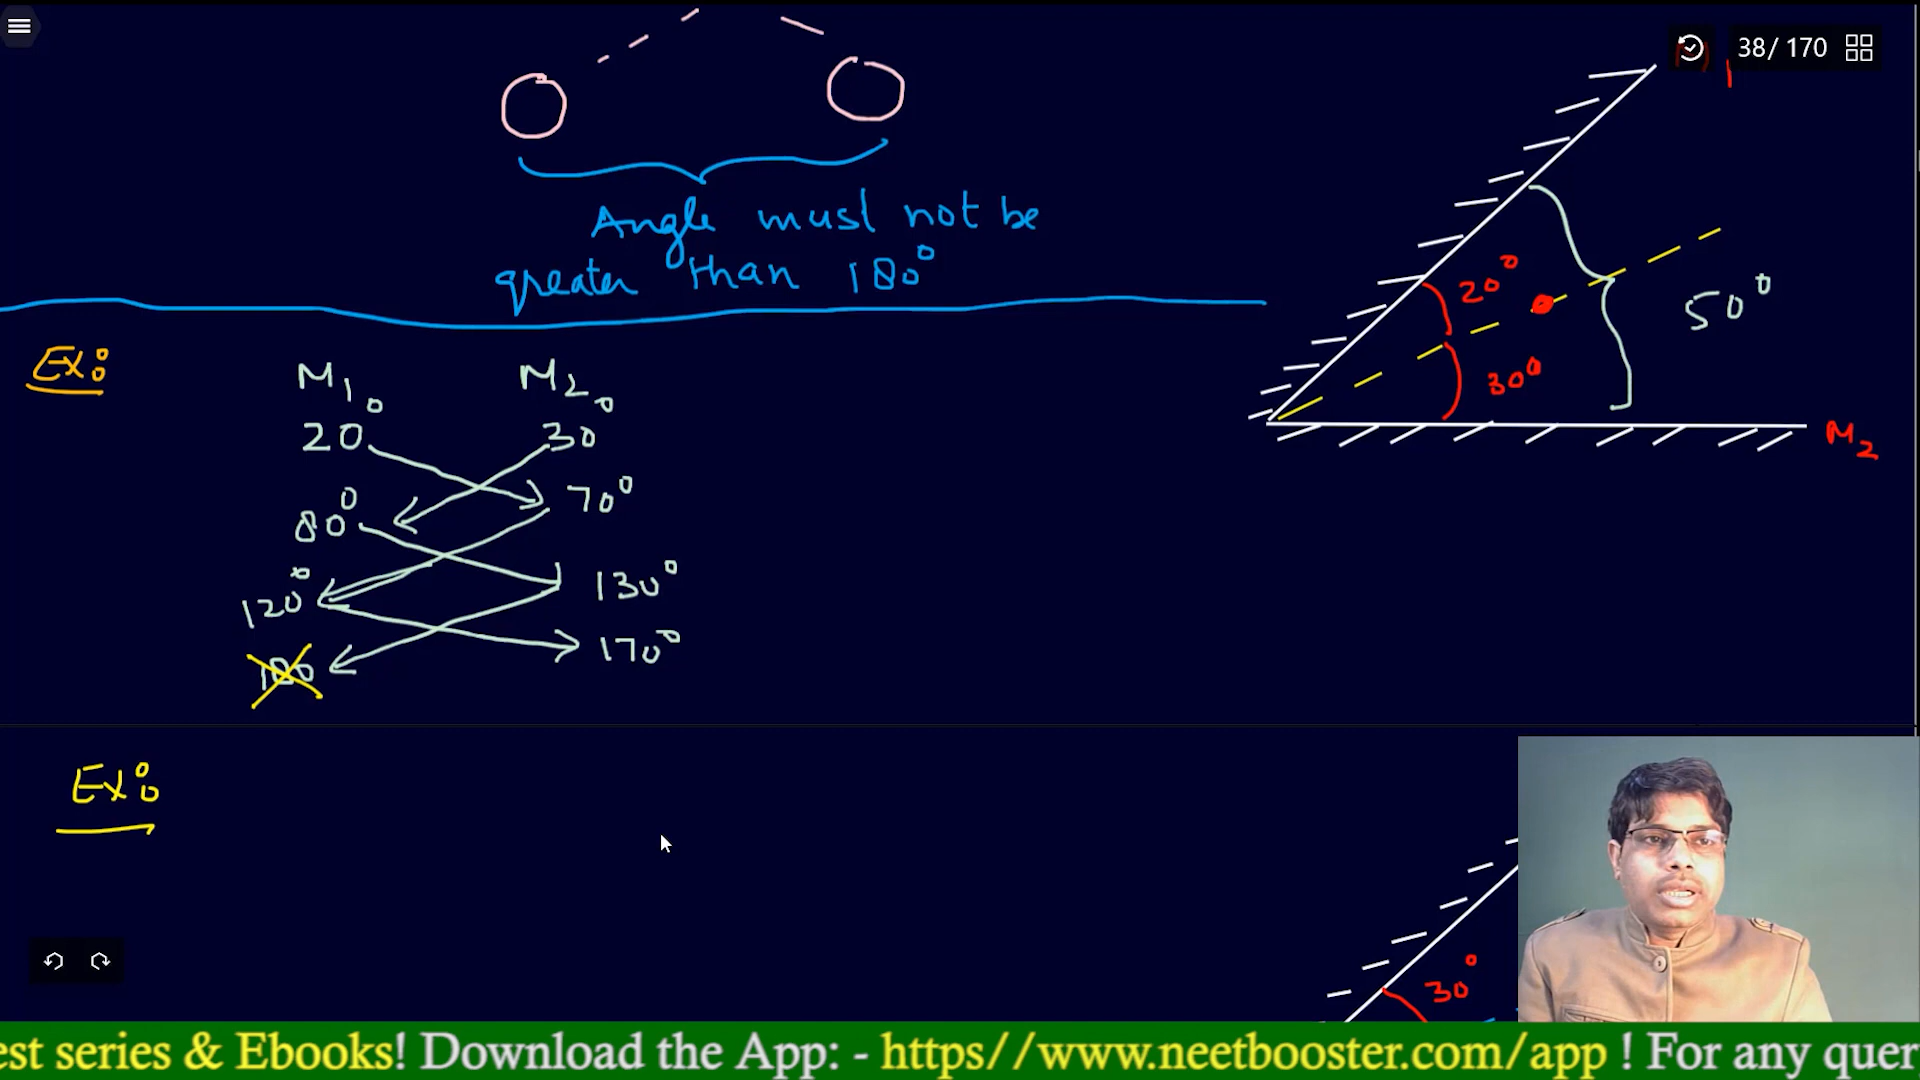 38/ 170
Angle must not be
greater than 180°
20°
50°
30°
M2
Ex:
M1 M2
20° 30°
80° 70°
120° 130°
180 170°
Ex:
30°
est series & Ebooks! Download the App: - https//www.neetbooster.com/app ! For any quer